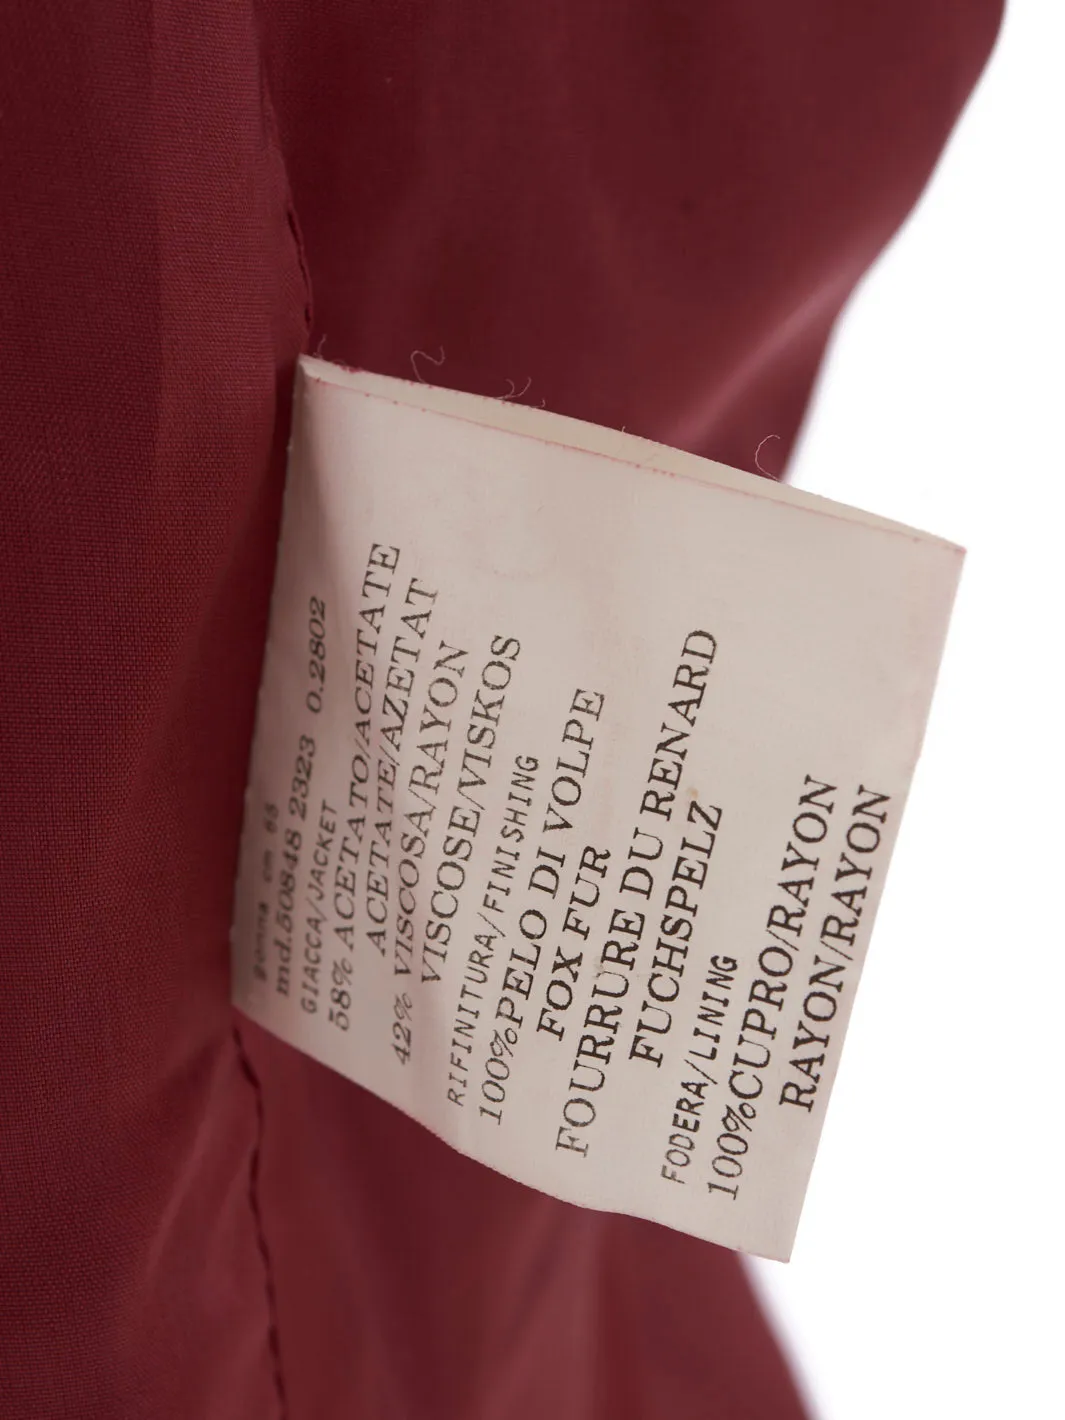 gonna cm 65
md.50848 2323 0.2802
GIACCA/JACKET
58% ACETATO/ACETATE
ACETATE/AZETAT
42% VISCOSA/RAYON
VISCOSE/VISKOS
RIFINITURA/FINISHING
100%PELO DI VOLPE
FOX FUR
FOURRURE DU RENARD
FUCHSPELZ
FODERA/LINING
100%CUPRO/RAYON
RAYON/RAYON